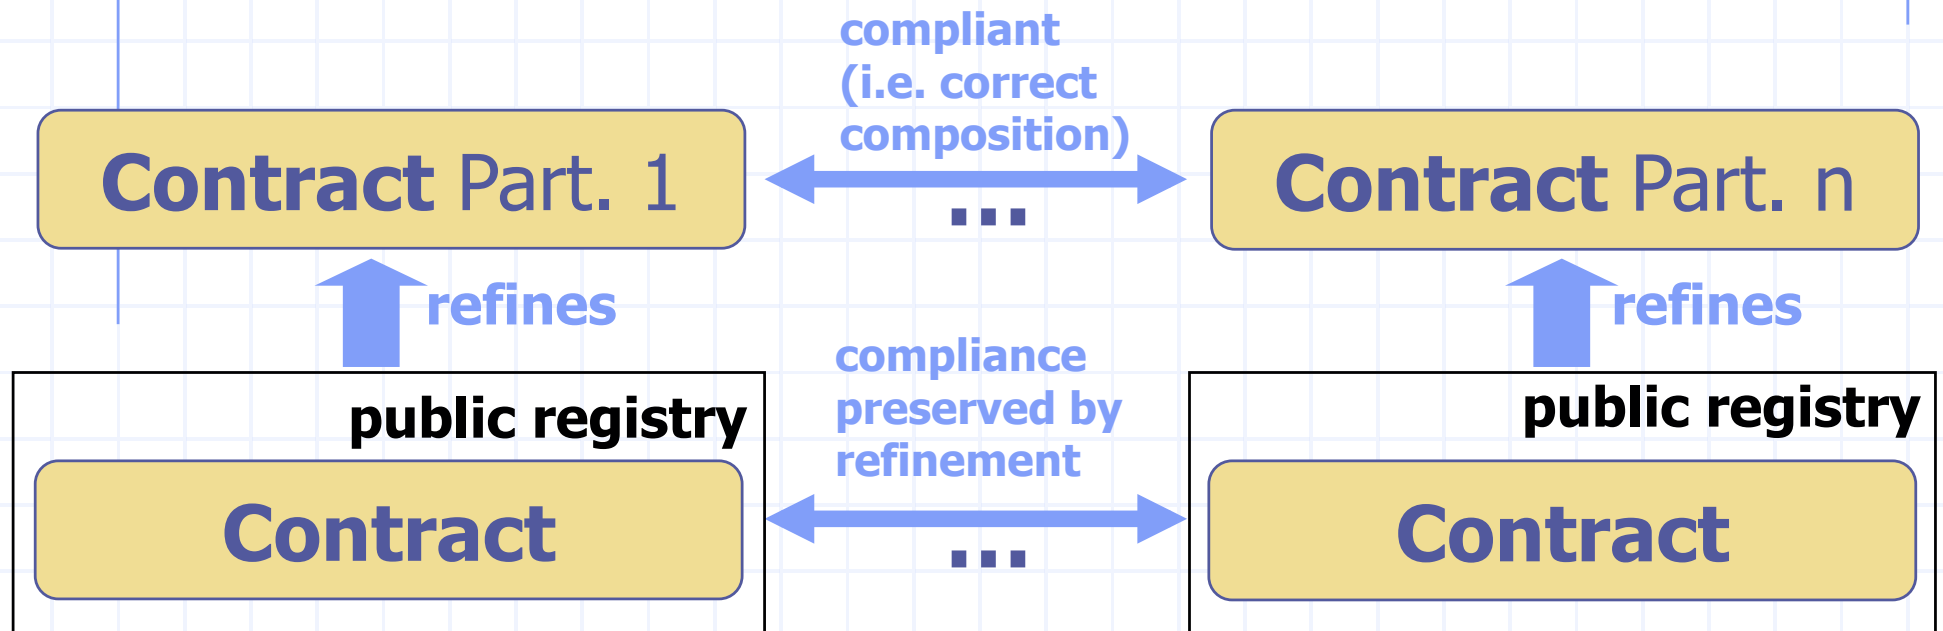 compliant
(i.e. correct
composition)
Contract Part. 1
...
Contract Part. n
refines
refines
compliance
preserved by
refinement
public registry
public registry
Contract
...
Contract